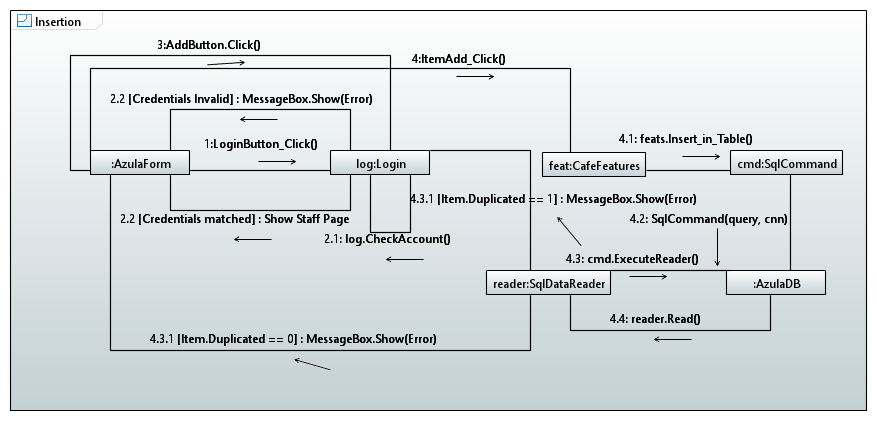 Insertion
3:AddButton.Click()
4:ItemAdd_Click()
2.2 [Credentials Invalid] : MessageBox.Show(Error)
1:LoginButton_Click()
4.1: feats.Insert_in_Table()
:AzulaForm
log:Login
feat:CafeFeatures
cmd:SqlCommand
4.3.1 [Item.Duplicated == 1] : MessageBox.Show(Error)
2.2 [Credentials matched] : Show Staff Page
4.2: SqlCommand(query, cnn)
2.1: log.CheckAccount()
4.3: cmd.ExecuteReader()
reader:SqlDataReader
:AzulaDB
4.4: reader.Read()
4.3.1 [Item.Duplicated == 0] : MessageBox.Show(Error)